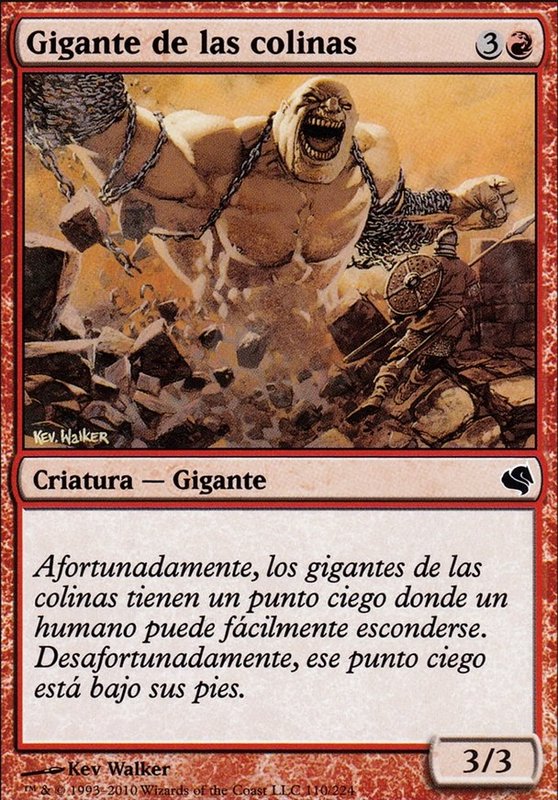 Gigante de las colinas 3
KEV. WALKER
Criatura — Gigante
Afortunadamente, los gigantes de las
colinas tienen un punto ciego donde un
humano puede fácilmente esconderse.
Desafortunadamente, ese punto ciego
está bajo sus pies.
3/3
Kev Walker
™ & © 1993-2010 Wizards of the Coast LLC 110/224